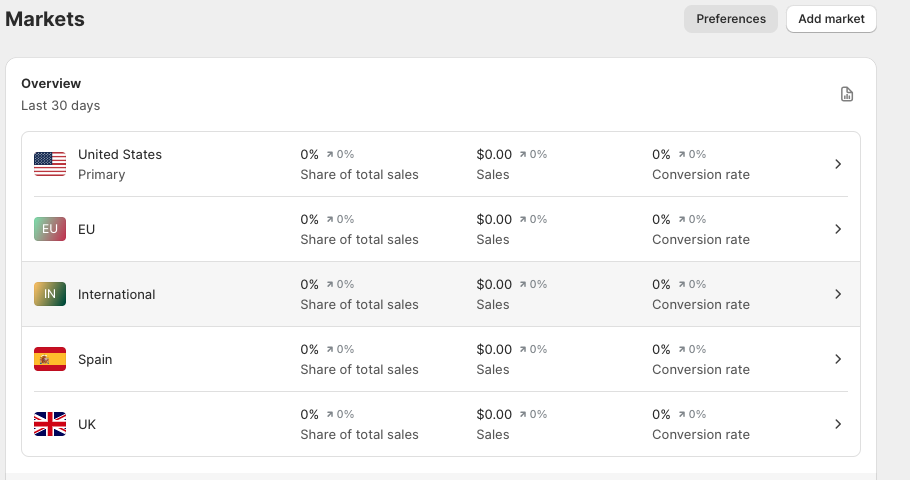 Markets
Preferences
Add market
Overview
Last 30 days
United States
Primary
0% 0%
Share of total sales
$0.00 0%
Sales
0% 0%
Conversion rate
EU
EU
0% 0%
Share of total sales
$0.00 0%
Sales
0% 0%
Conversion rate
IN
International
0% 0%
Share of total sales
$0.00 0%
Sales
0% 0%
Conversion rate
Spain
0% 0%
Share of total sales
$0.00 0%
Sales
0% 0%
Conversion rate
UK
0% 0%
Share of total sales
$0.00 0%
Sales
0% 0%
Conversion rate